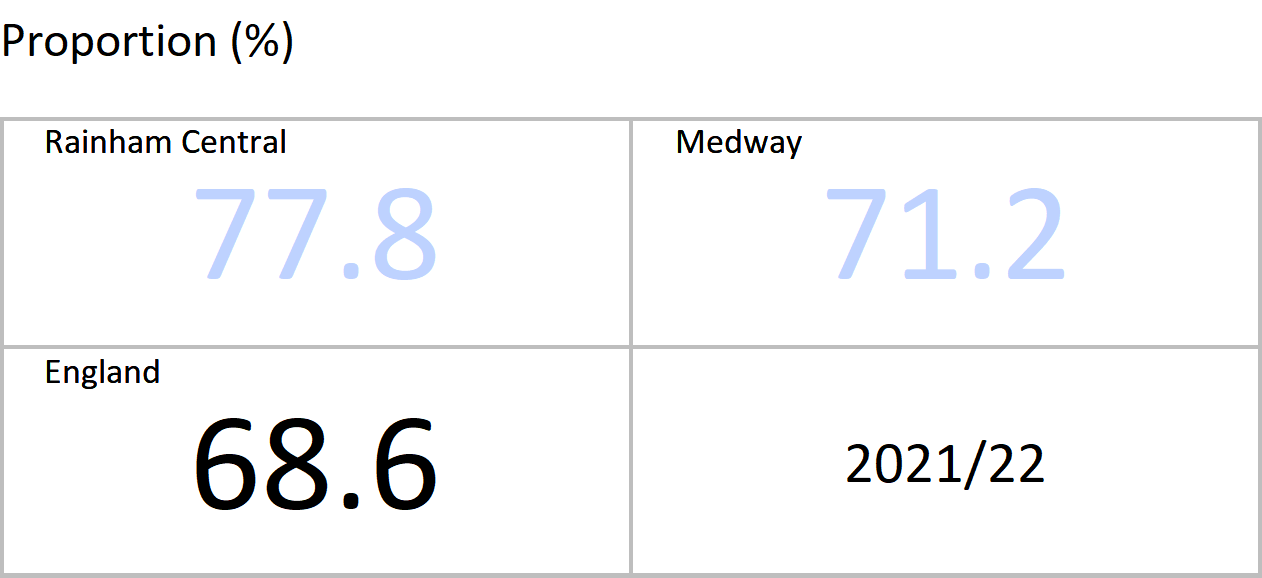 Proportion (%)
Rainham Central
77.8
Medway
71.2
England
68.6
2021/22